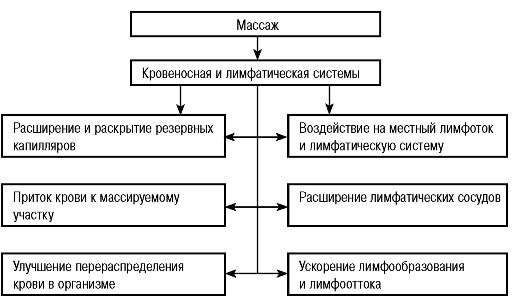 Массаж
Кровеносная и лимфатическая системы
Расширение и раскрытие резервных
капилляров
Воздействие на местный лимфоток
и лимфатическую систему
Приток крови к массируемому
участку
Расширение лимфатических сосудов
Улучшение перераспределения
крови в организме
Ускорение лимфообразования
и лимфооттока